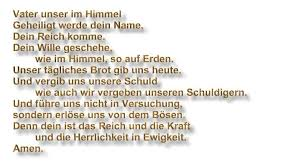 Vater unser im Himmel
Geheiligt werde dein Name.
Dein Reich komme.
Dein Wille geschehe,
wie im Himmel, so auf Erden.
Unser tägliches Brot gib uns heute.
Und vergib uns unsere Schuld
wie auch wir vergeben unseren Schuldigern.
Und führe uns nicht in Versuchung,
sondern erlöse uns von dem Bösen.
Denn dein ist das Reich und die Kraft
und die Herrlichkeit in Ewigkeit.
Amen.